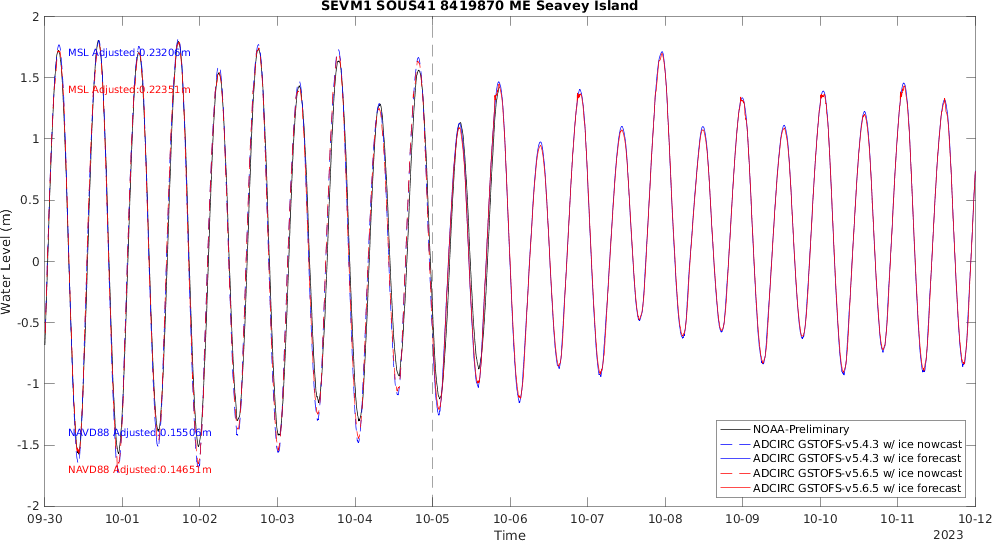 SEVM1 SOUS41 8419870 ME Seavey Island
2
1.5
1
0.5
0
-0.5
-1
-1.5
-2
Water Level (m)
MSL Adjusted:0.23206m
MSL Adjusted:0.22351m
NAVD88 Adjusted:0.15506m
NAVD88 Adjusted:0.14651m
NOAA-Preliminary
ADCIRC GSTOFS-v5.4.3 w/ ice nowcast
ADCIRC GSTOFS-v5.4.3 w/ ice forecast
ADCIRC GSTOFS-v5.6.5 w/ ice nowcast
ADCIRC GSTOFS-v5.6.5 w/ ice forecast
09-30 10-01 10-02 10-03 10-04 10-05 10-06 10-07 10-08 10-09 10-10 10-11 10-12
Time
2023